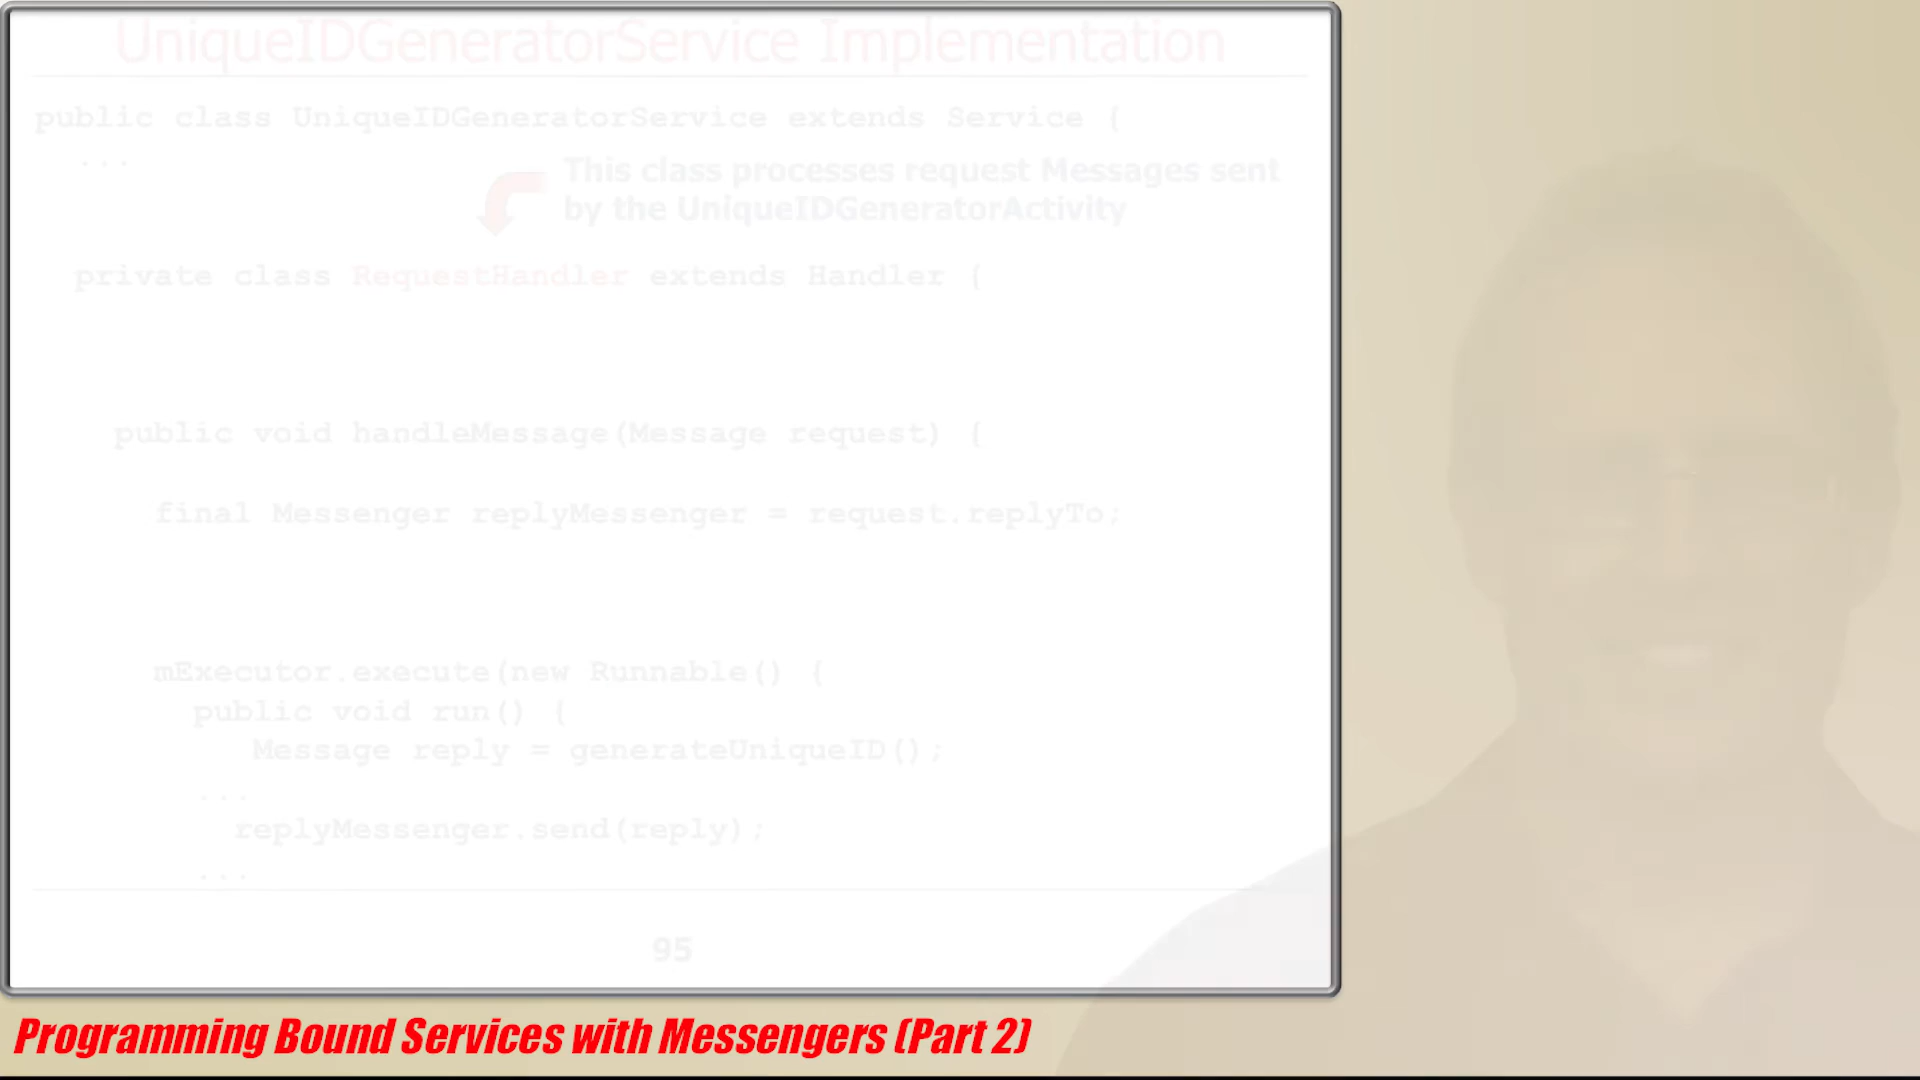 UniqueIDGeneratorService Implementation
public class UniqueIDGeneratorService extends Service {
...
This class processes request Messages sent
by the UniqueIDGeneratorActivity
private class RequestHandler extends Handler {
public void handleMessage(Message request) {
final Messenger replyMessenger = request.replyTo;
mExecutor.execute(new Runnable() {
public void run() {
Message reply = generateUniqueID();
...
replyMessenger.send(reply);
...
95
Programming Bound Services with Messengers (Part 2)